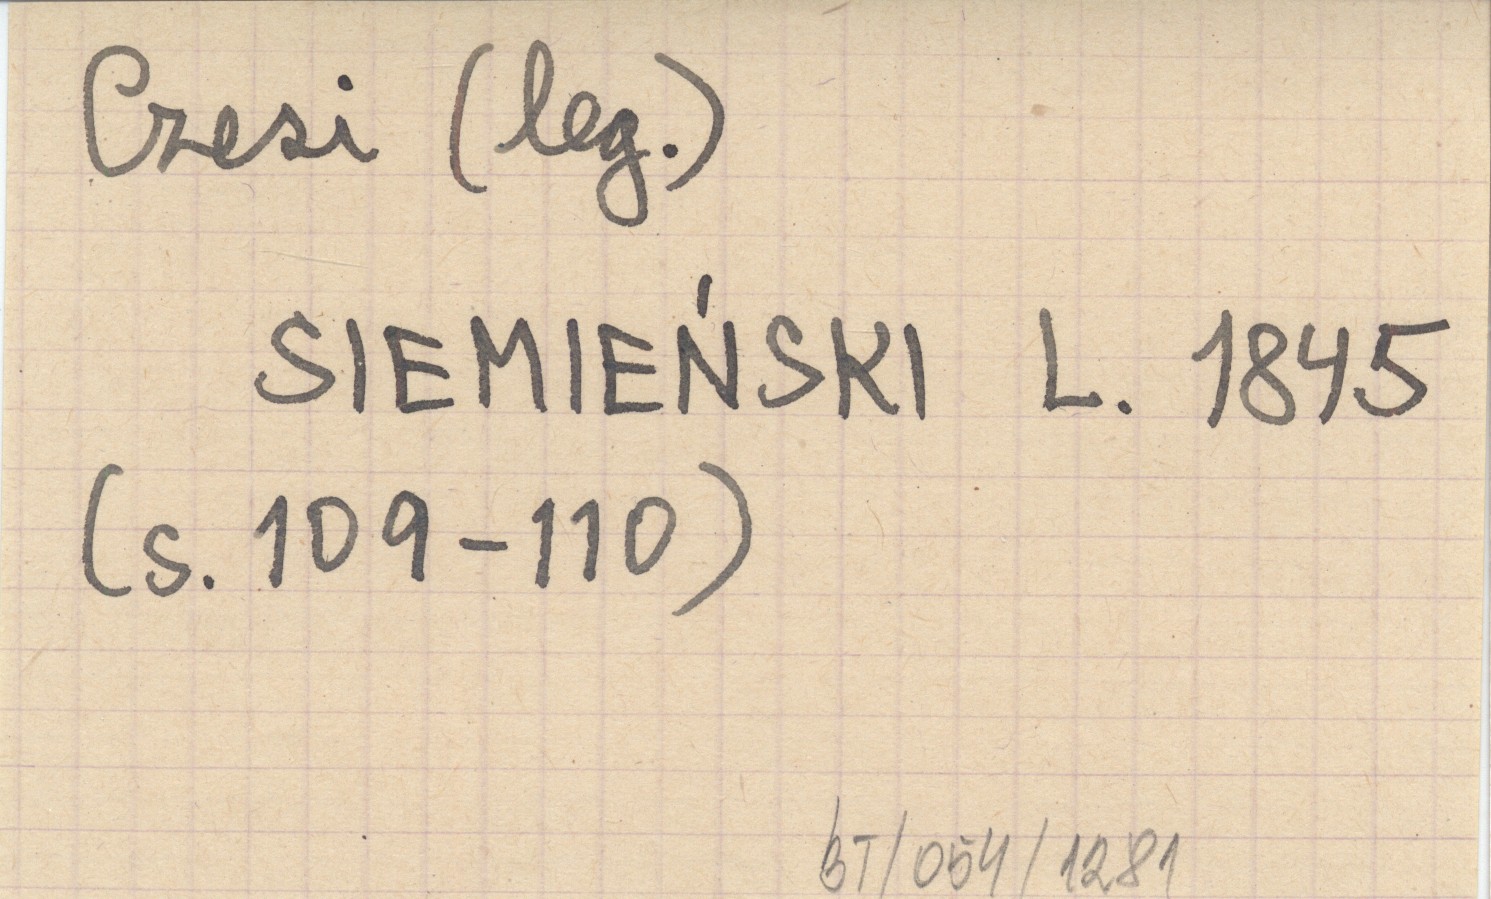 Czesi (leg.)
SIEMIEŃSKI L. 1845
(s. 109-110)
BT/054/1281